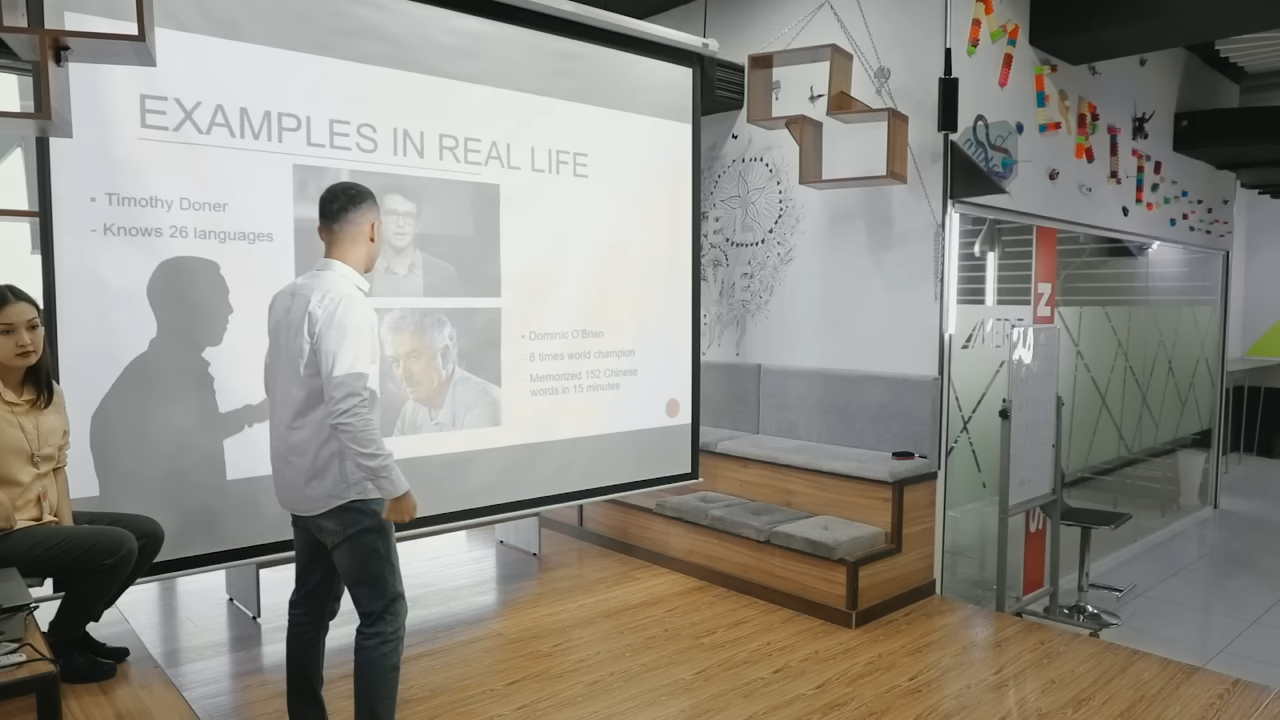 EXAMPLES IN REAL LIFE
▪ Timothy Doner
- Knows 26 languages
▪ Dominic O'Brien
- 8 times world champion
- Memorized 152 Chinese
words in 15 minutes
N
S